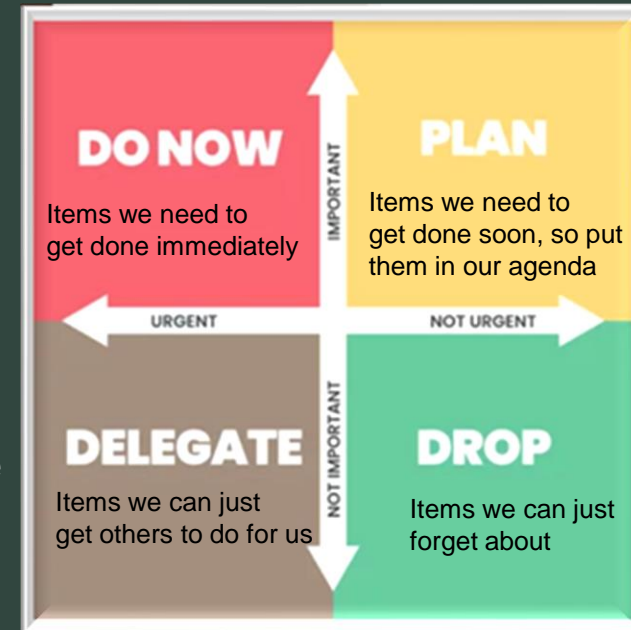 DO NOW
Items we need to
get done immediately
IMPORTANT
PLAN
Items we need to
get done soon, so put
them in our agenda
URGENT
NOT URGENT
DELEGATE
Items we can just
get others to do for us
NOT IMPORTANT
DROP
Items we can just
forget about